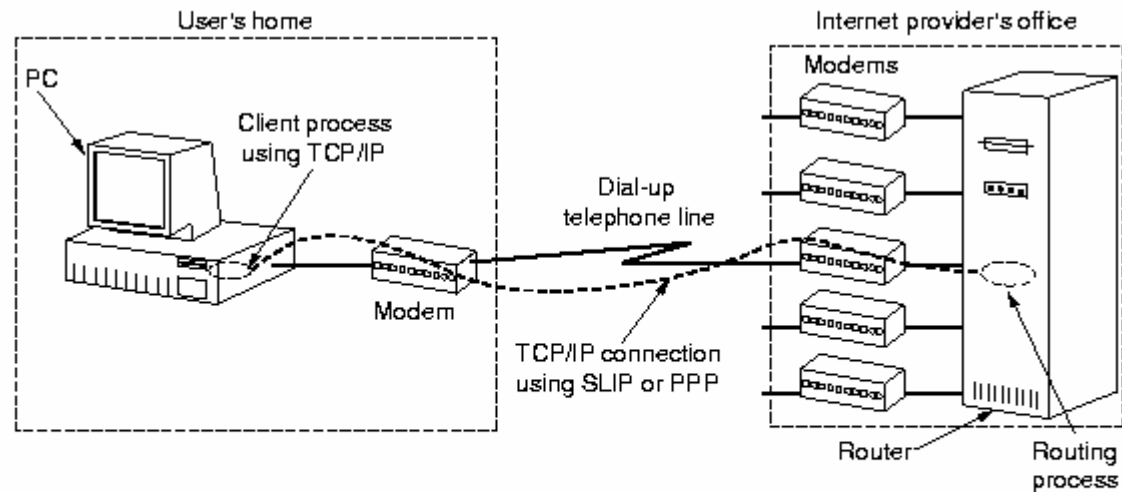 User's home
Internet provider's office
PC
Modems
Client process
using TCP/IP
Dial-up
telephone line
Modem
TCP/IP connection
using SLIP or PPP
Router
Routing
process